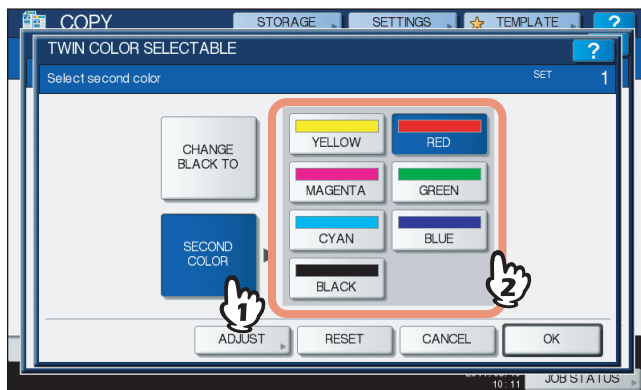 COPY STORAGE SETTINGS TEMPLATE ?
TWIN COLOR SELECTABLE ?
Select second color SET 1
CHANGE
BLACK TO
YELLOW RED
MAGENTA GREEN
SECOND
COLOR
CYAN BLUE
BLACK
1
2
ADJUST RESET CANCEL OK
10:11 JOB STATUS